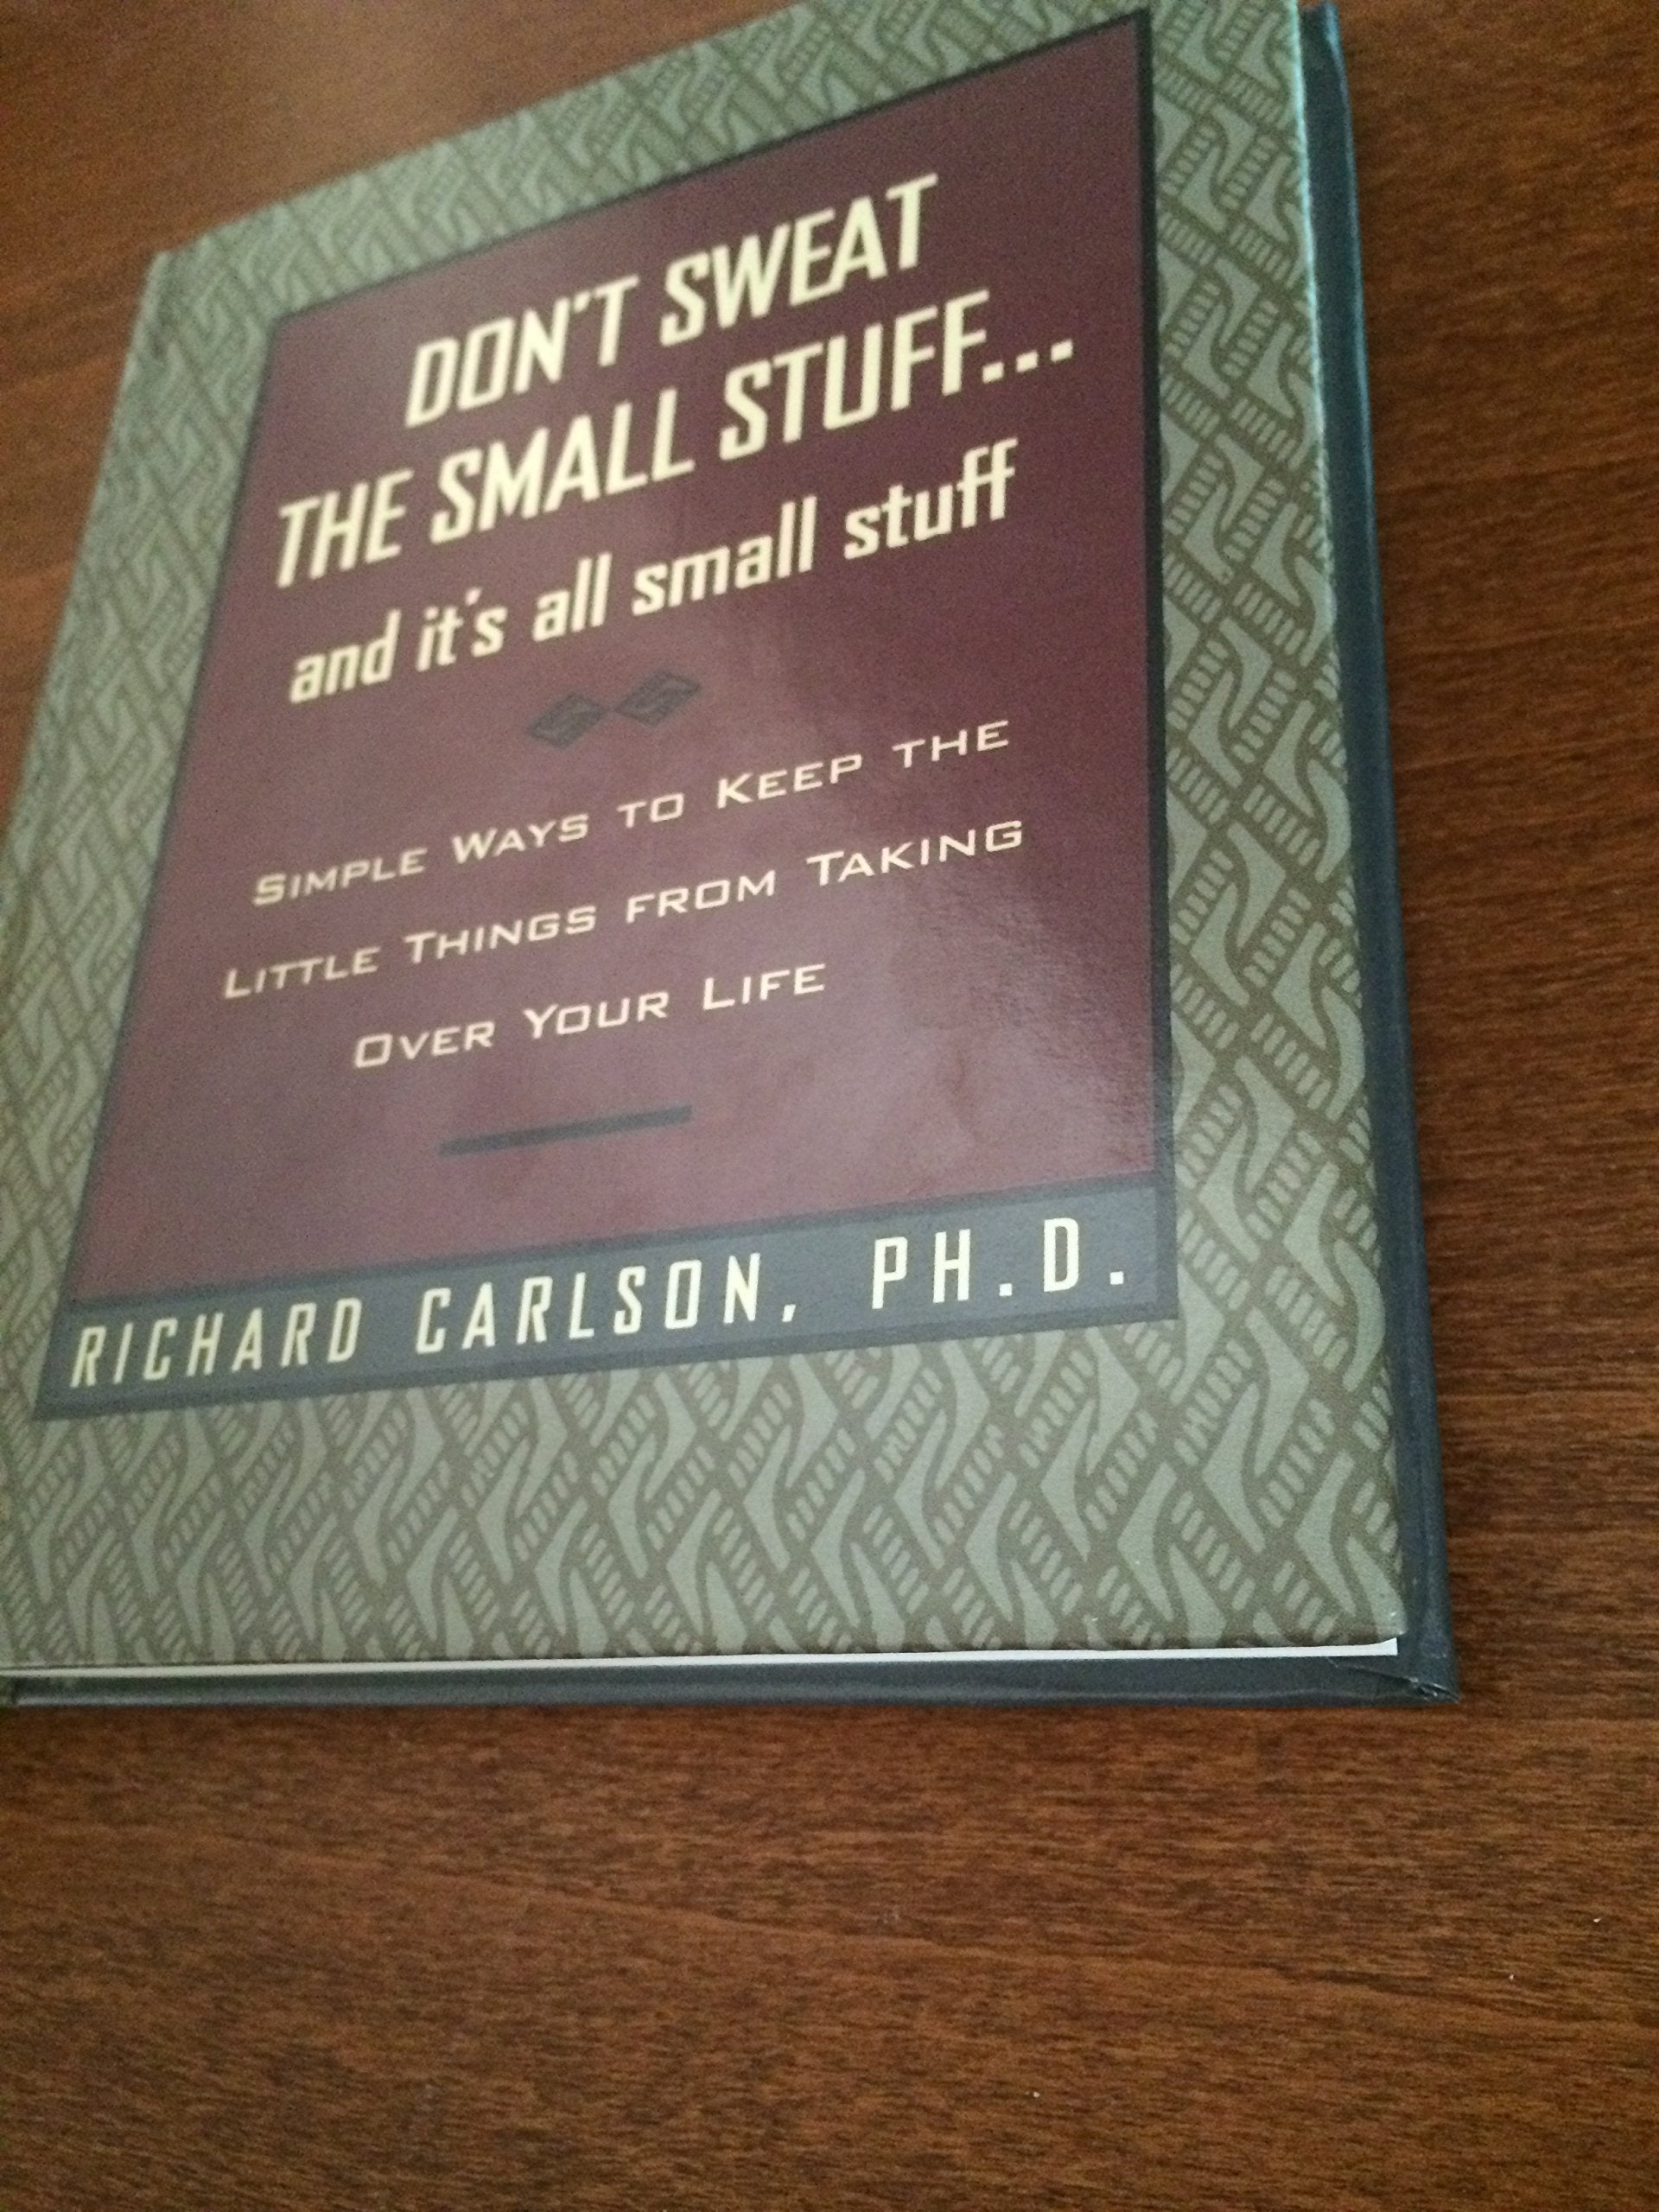 DON'T SWEAT
THE SMALL STUFF...
and it's all small stuff
SIMPLE WAYS TO KEEP THE
LITTLE THINGS FROM TAKING
OVER YOUR LIFE
RICHARD CARLSON, PH.D.